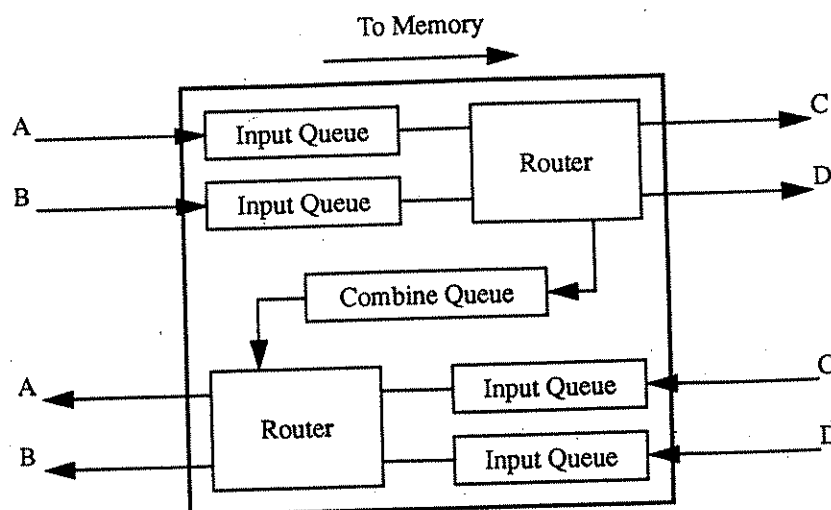 To Memory
A
Input Queue
C
Router
B
Input Queue
D
Combine Queue
A
Input Queue
C
Router
B
Input Queue
D